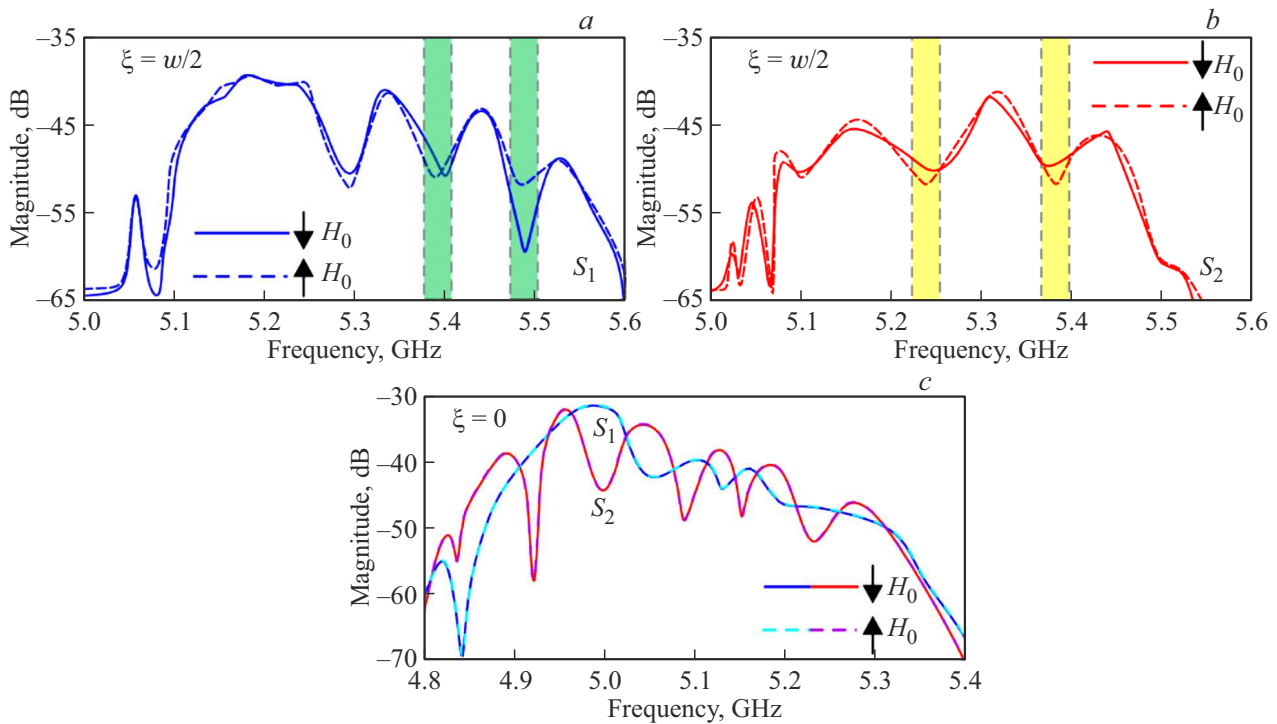 a
–35
ξ = w/2
–45
–55
–65
Magnitude, dB
H0
H0
S1
5.0 5.1 5.2 5.3 5.4 5.5 5.6
Frequency, GHz
b
–35
ξ = w/2
–45
–55
–65
Magnitude, dB
H0
H0
S2
5.0 5.1 5.2 5.3 5.4 5.5 5.6
Frequency, GHz
c
–30
ξ = 0
–40
–50
–60
–70
Magnitude, dB
S1
S2
H0
H0
4.8 4.9 5.0 5.1 5.2 5.3 5.4
Frequency, GHz